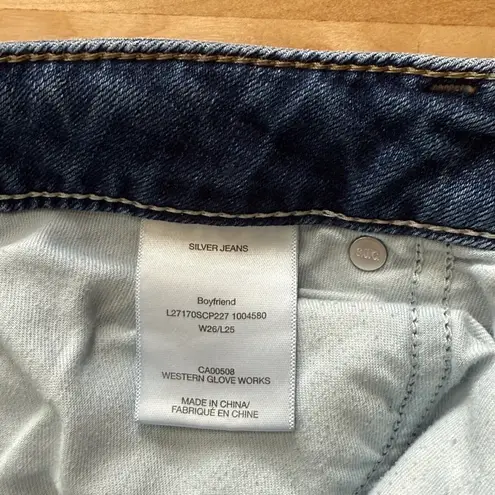 SILVER JEANS
Boyfriend
L27170SCP227 1004580
W26/L25
CA00508
WESTERN GLOVE WORKS
MADE IN CHINA/
FABRIQUÉ EN CHINE